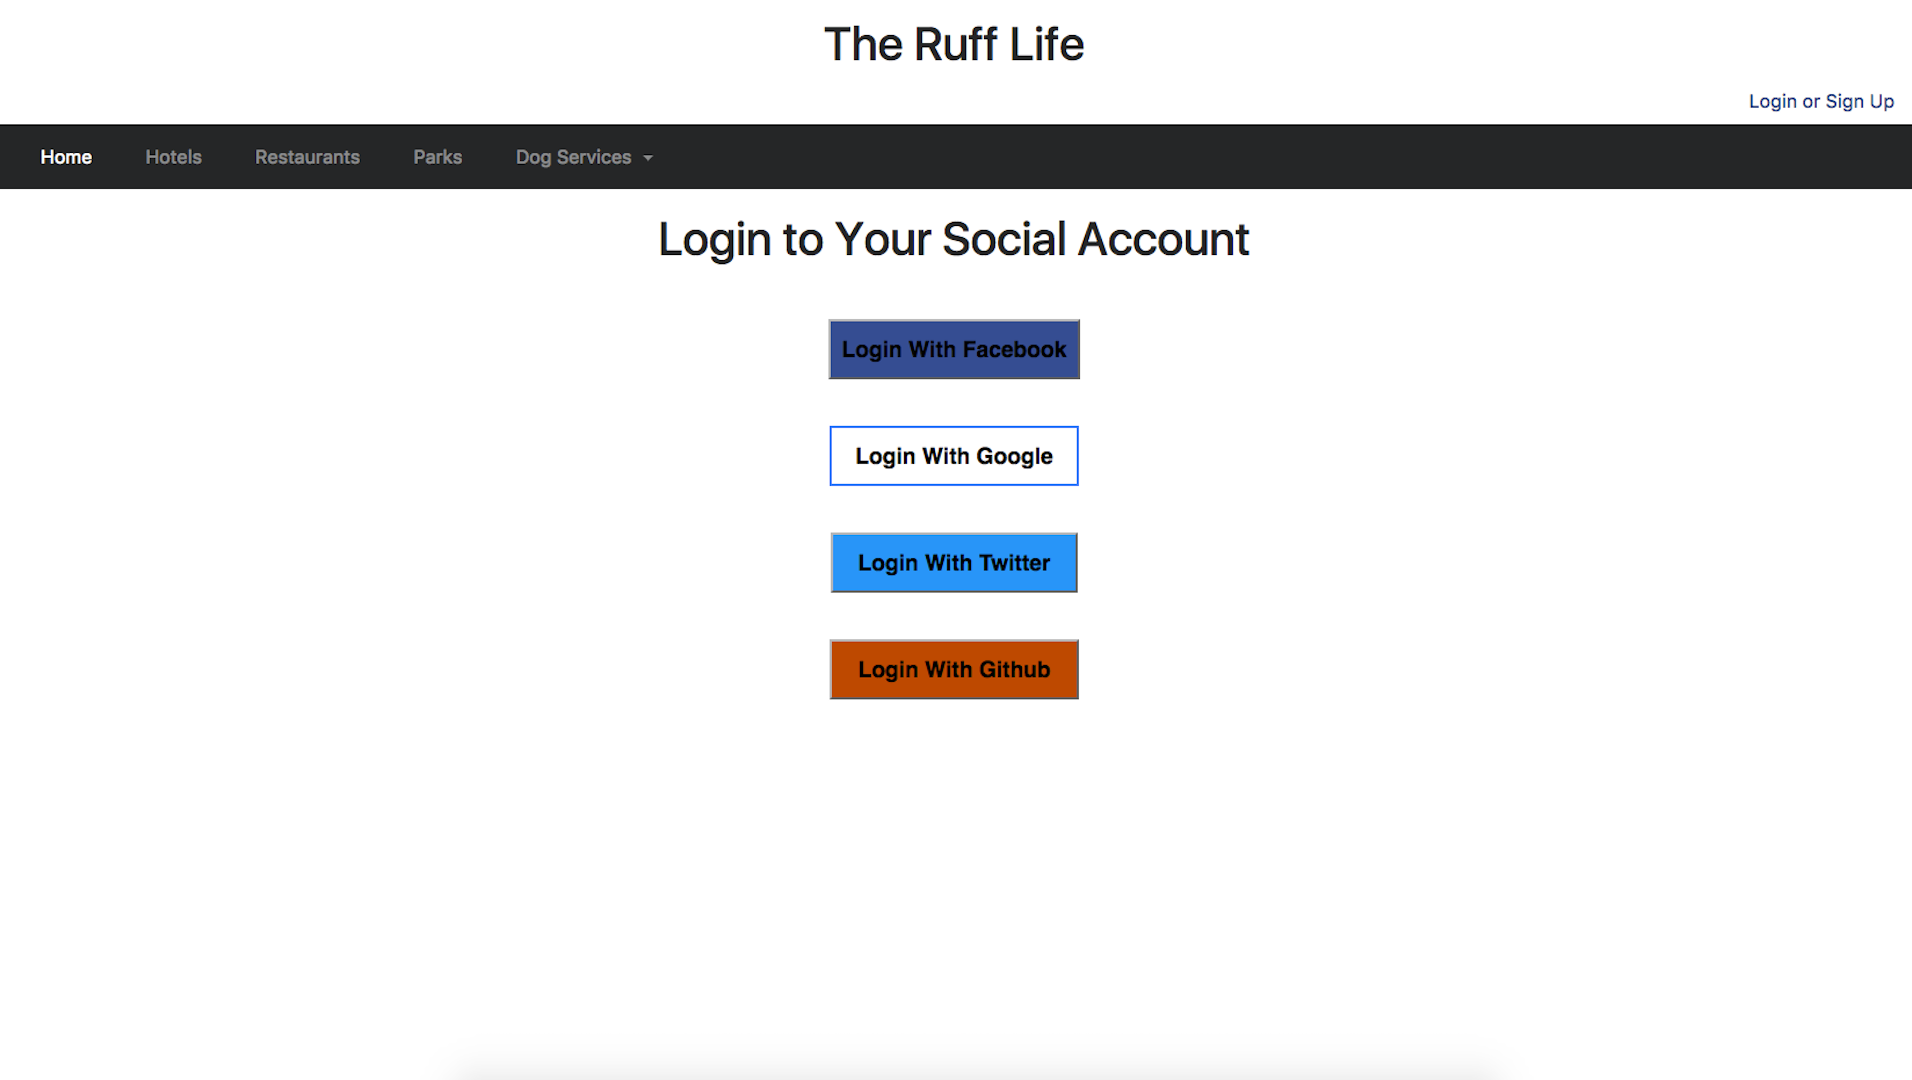 The Ruff Life
Login or Sign Up
Home Hotels Restaurants Parks Dog Services
Login to Your Social Account
Login With Facebook
Login With Google
Login With Twitter
Login With Github